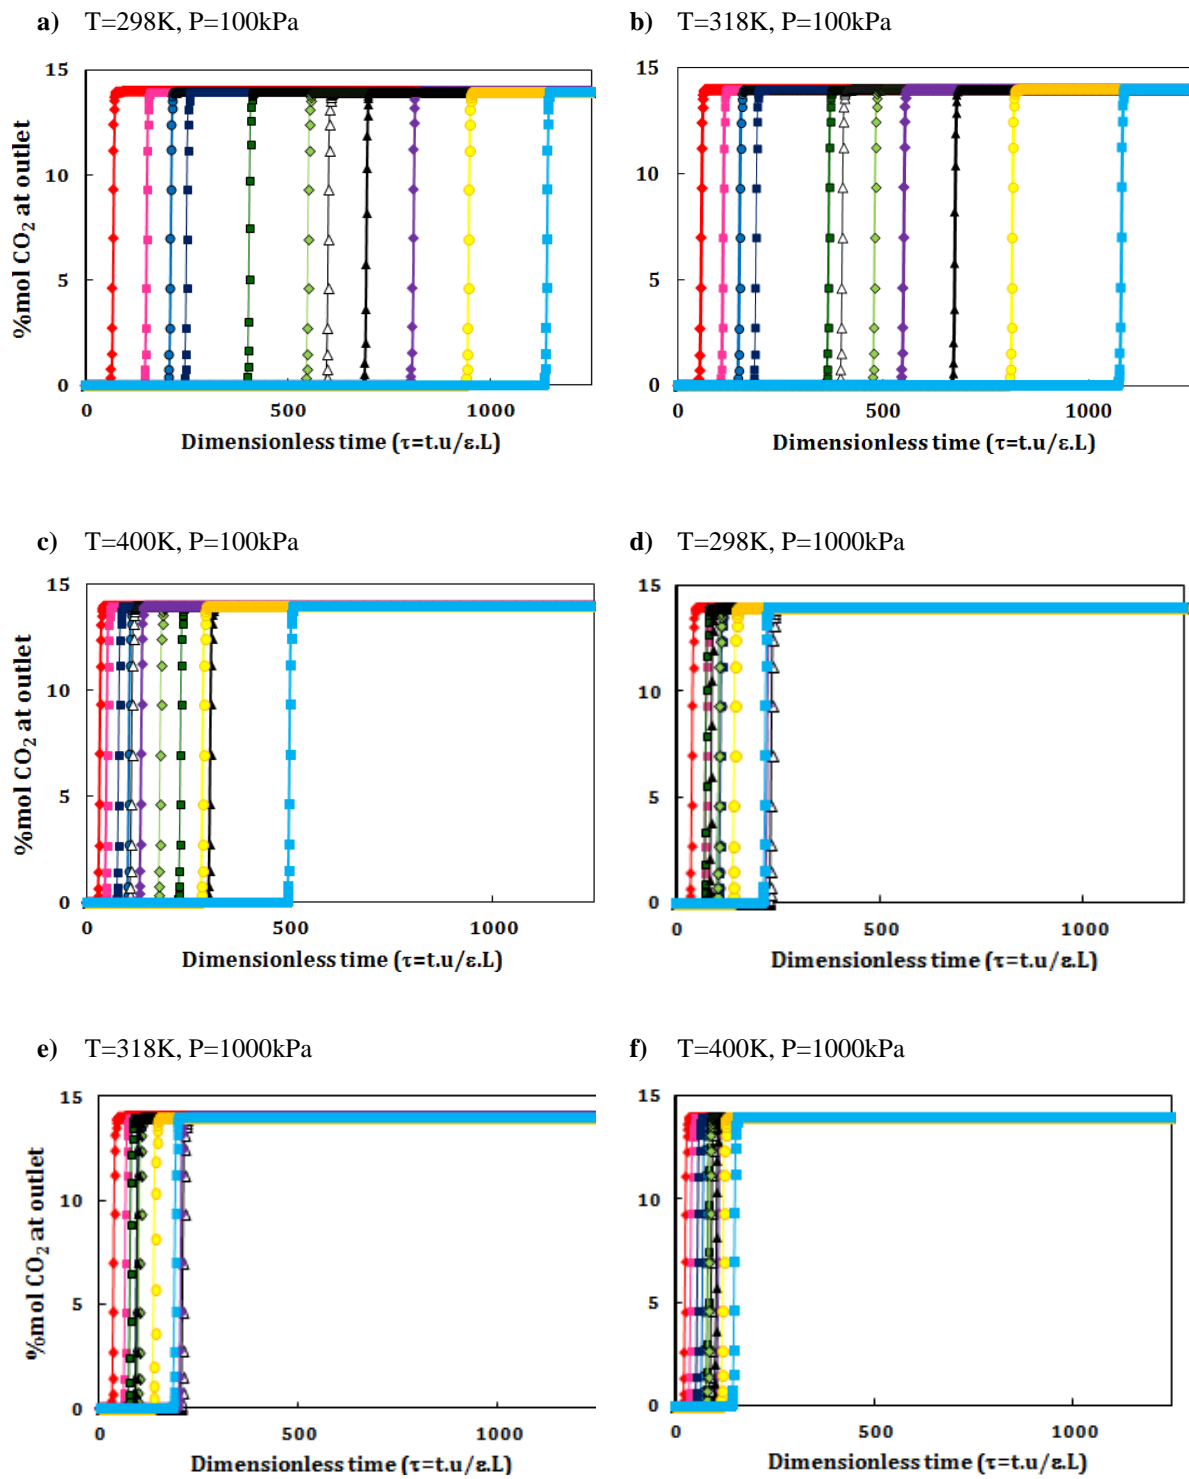 a) T=298K, P=100kPa
15
10
5
0
%mol CO₂ at outlet
0 500 1000
Dimensionless time (τ=t.u/ε.L)
b) T=318K, P=100kPa
15
10
5
0
0 500 1000
Dimensionless time (τ=t.u/ε.L)
c) T=400K, P=100kPa
15
10
5
0
%mol CO₂ at outlet
0 500 1000
Dimensionless time (τ=t.u/ε.L)
d) T=298K, P=1000kPa
15
10
5
0
0 500 1000
Dimensionless time (τ=t.u/ε.L)
e) T=318K, P=1000kPa
15
10
5
0
%mol CO₂ at outlet
0 500 1000
Dimensionless time (τ=t.u/ε.L)
f) T=400K, P=1000kPa
15
10
5
0
0 500 1000
Dimensionless time (τ=t.u/ε.L)